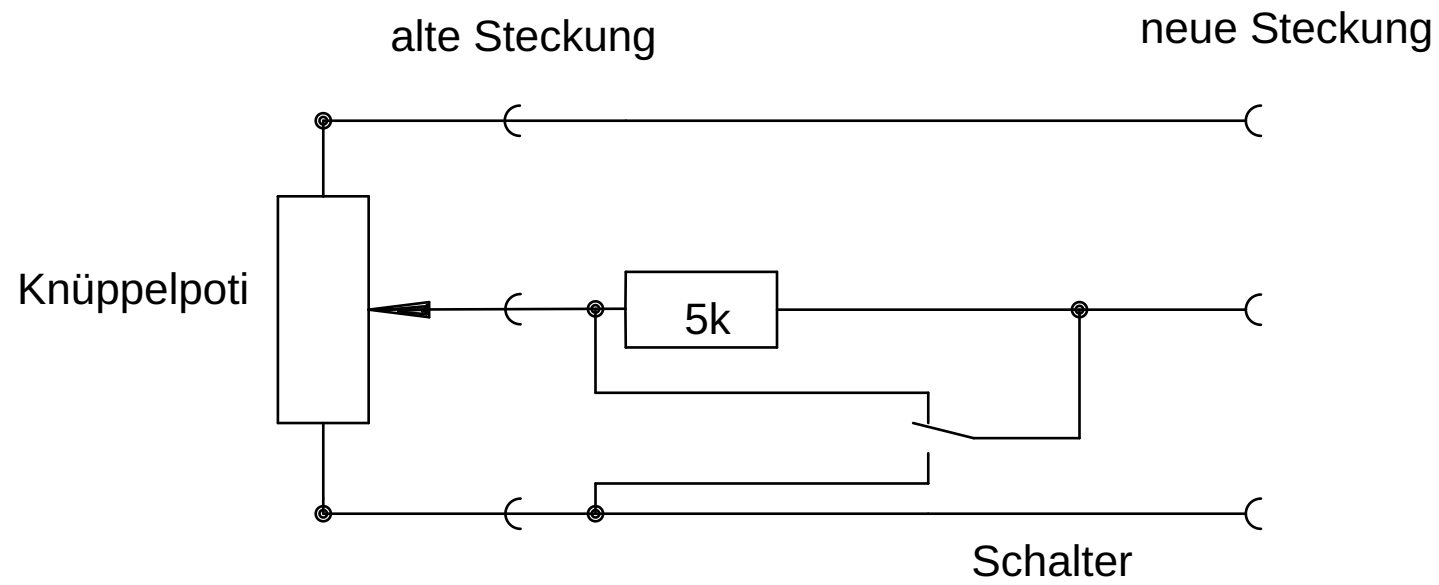 alte Steckung
neue Steckung
Knüppelpoti
5k
Schalter